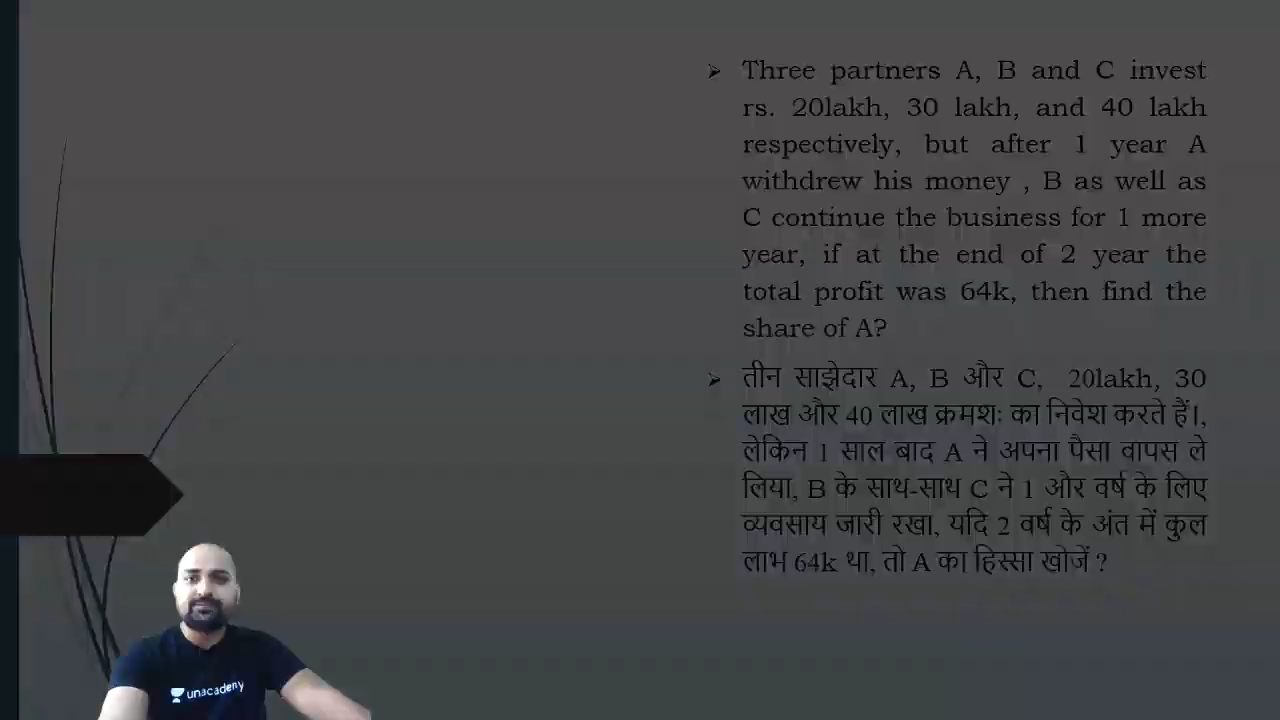 Three partners A, B and C invest
rs. 20lakh, 30 lakh, and 40 lakh
respectively, but after 1 year A
withdrew his money , B as well as
C continue the business for 1 more
year, if at the end of 2 year the
total profit was 64k, then find the
share of A?
तीन साझेदार A, B और C, 20lakh, 30
लाख और 40 लाख क्रमशः का निवेश करते हैं।,
लेकिन 1 साल बाद A ने अपना पैसा वापस ले
लिया, B के साथ-साथ C ने 1 और वर्ष के लिए
व्यवसाय जारी रखा, यदि 2 वर्ष के अंत में कुल
लाभ 64k था, तो A का हिस्सा खोजें ?
unacademy